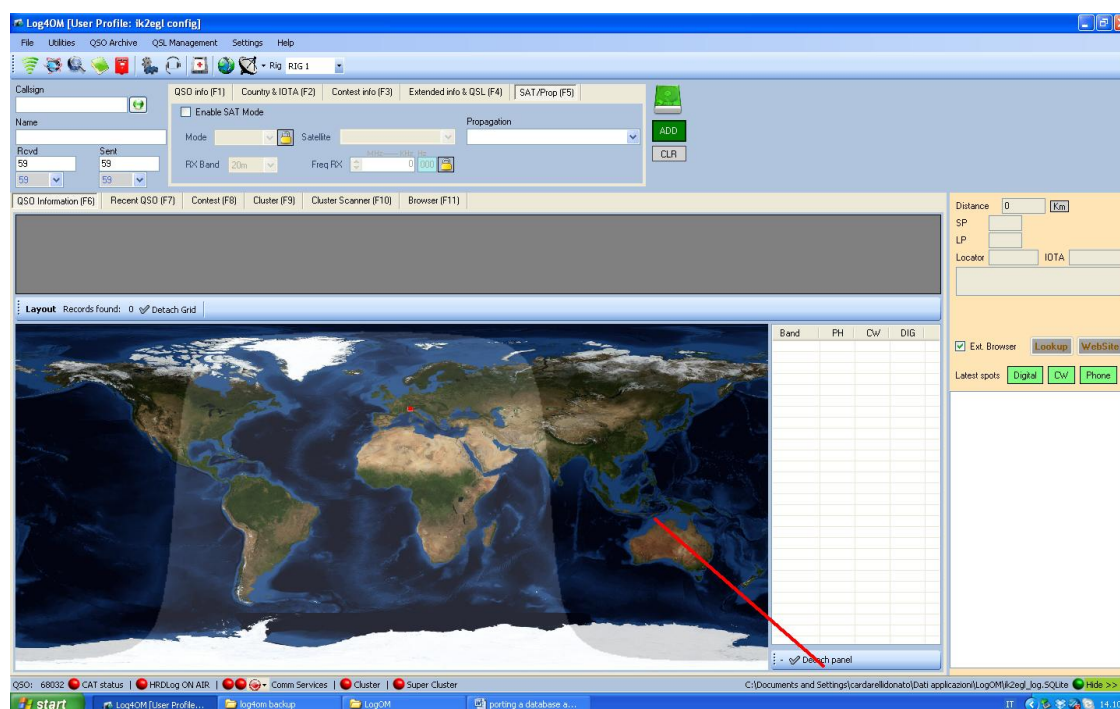 Log4OM [User Profile: ik2egl config]
File Utilities QSO Archive QSL Management Settings Help
Rig RIG 1
Callsign
QSO info (F1) Country & IOTA (F2) Contest info (F3) Extended info & QSL (F4) SAT/Prop (F5)
Enable SAT Mode
Name
Propagation
Mode Satellite
ADD
Rcvd Sent
MHz KHz Hz
CLR
59 59
RX Band 20m Freq RX 0 000
59 59
QSO Information (F6) Recent QSO (F7) Contest (F8) Cluster (F9) Cluster Scanner (F10) Browser (F11)
Distance 0 Km
SP
LP
Locator IOTA
Layout Records found: 0 Detach Grid
Band PH CW DIG
Ext. Browser Lookup WebSite
Latest spots Digital CW Phone
Detach panel
QSO: 68032 CAT status | HRDLog ON AIR | Comm Services | Cluster | Super Cluster
C:\Documents and Settings\cardarellidonato\Dati applicazioni\LogOM\ik2egl_log.SQLite Hide >>
start Log4OM [User Profile... log4om backup LogOM porting a database a... IT